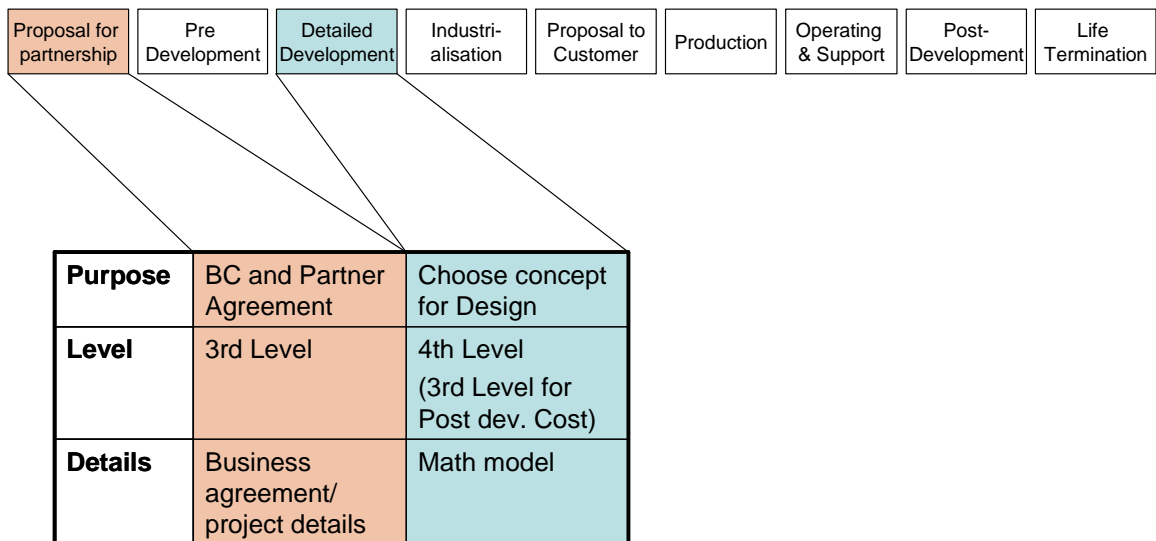 Proposal for
partnership
Pre
Development
Detailed
Development
Industri-
alisation
Proposal to
Customer
Production
Operating
& Support
Post-
Development
Life
Termination
Purpose
BC and Partner
Agreement
Choose concept
for Design
Level
3rd Level
4th Level
(3rd Level for
Post dev. Cost)
Details
Business
agreement/
project details
Math model